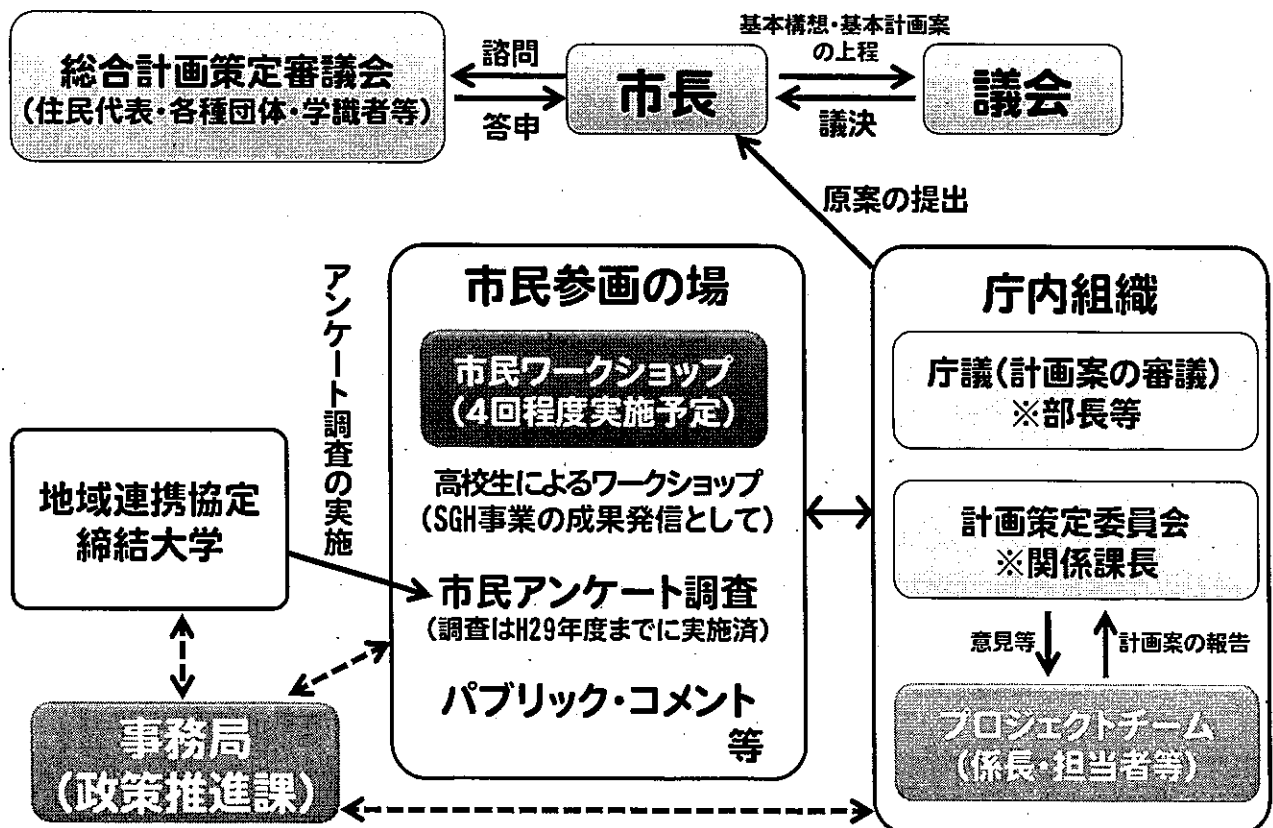 総合計画策定審議会
(住民代表・各種団体・学識者等)
諮問
答申
市長
基本構想・基本計画案
の上程
議決
議会
原案の提出
アンケート調査の実施
地域連携協定
締結大学
事務局
(政策推進課)
市民参画の場
市民ワークショップ
(4回程度実施予定)
高校生によるワークショップ
(SGH事業の成果発信として)
市民アンケート調査
(調査はH29年度までに実施済)
パブリック・コメント
等
庁内組織
庁議(計画案の審議)
※部長等
計画策定委員会
※関係課長
意見等
計画案の報告
プロジェクトチーム
(係長・担当者等)